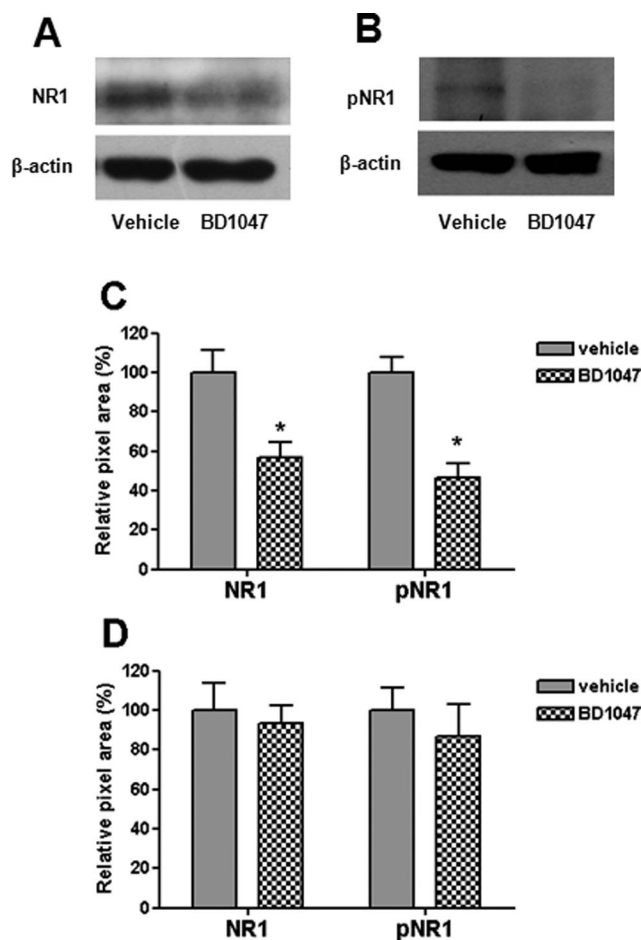 A
NR1
β-actin
Vehicle BD1047
B
pNR1
β-actin
Vehicle BD1047
C
Relative pixel area (%)
120
100
80
60
40
20
0
* *
NR1 pNR1
vehicle
BD1047
D
Relative pixel area (%)
120
100
80
60
40
20
0
NR1 pNR1
vehicle
BD1047